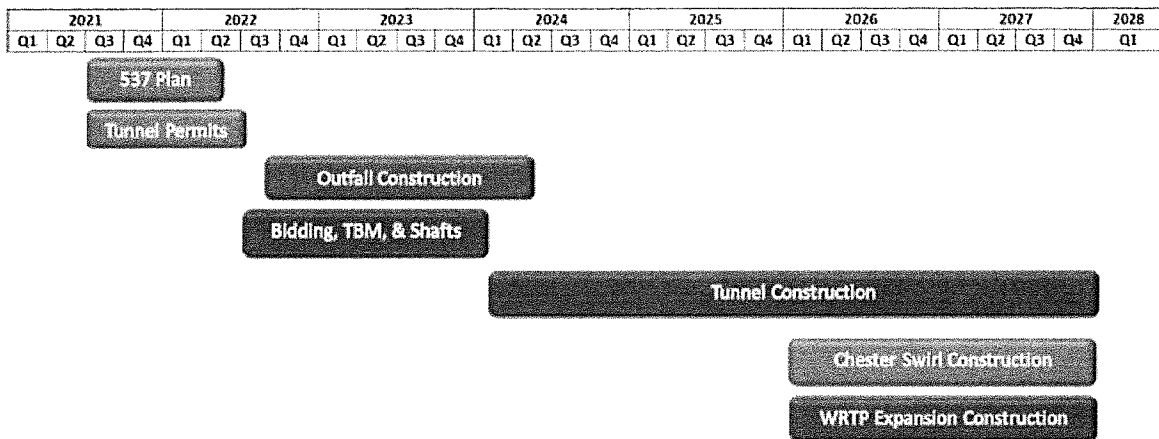 2021 2022 2023 2024 2025 2026 2027 2028
Q1 Q2 Q3 Q4 Q1 Q2 Q3 Q4 Q1 Q2 Q3 Q4 Q1 Q2 Q3 Q4 Q1 Q2 Q3 Q4 Q1 Q2 Q3 Q4 Q1 Q2 Q3 Q4 Q1
537 Plan
Tunnel Permits
Outfall Construction
Bidding, TBM, & Shafts
Tunnel Construction
Chester Swirl Construction
WRTP Expansion Construction